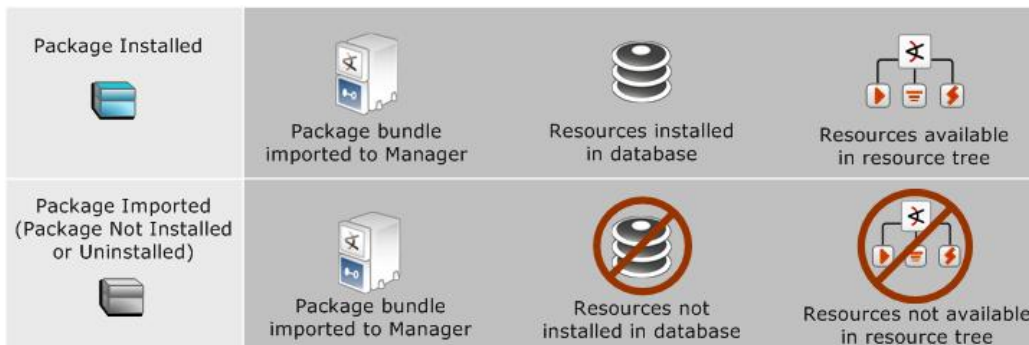 Package Installed
Package bundle
imported to Manager
Resources installed
in database
Resources available
in resource tree
Package Imported
(Package Not Installed
or Uninstalled)
Package bundle
imported to Manager
Resources not
installed in database
Resources not available
in resource tree